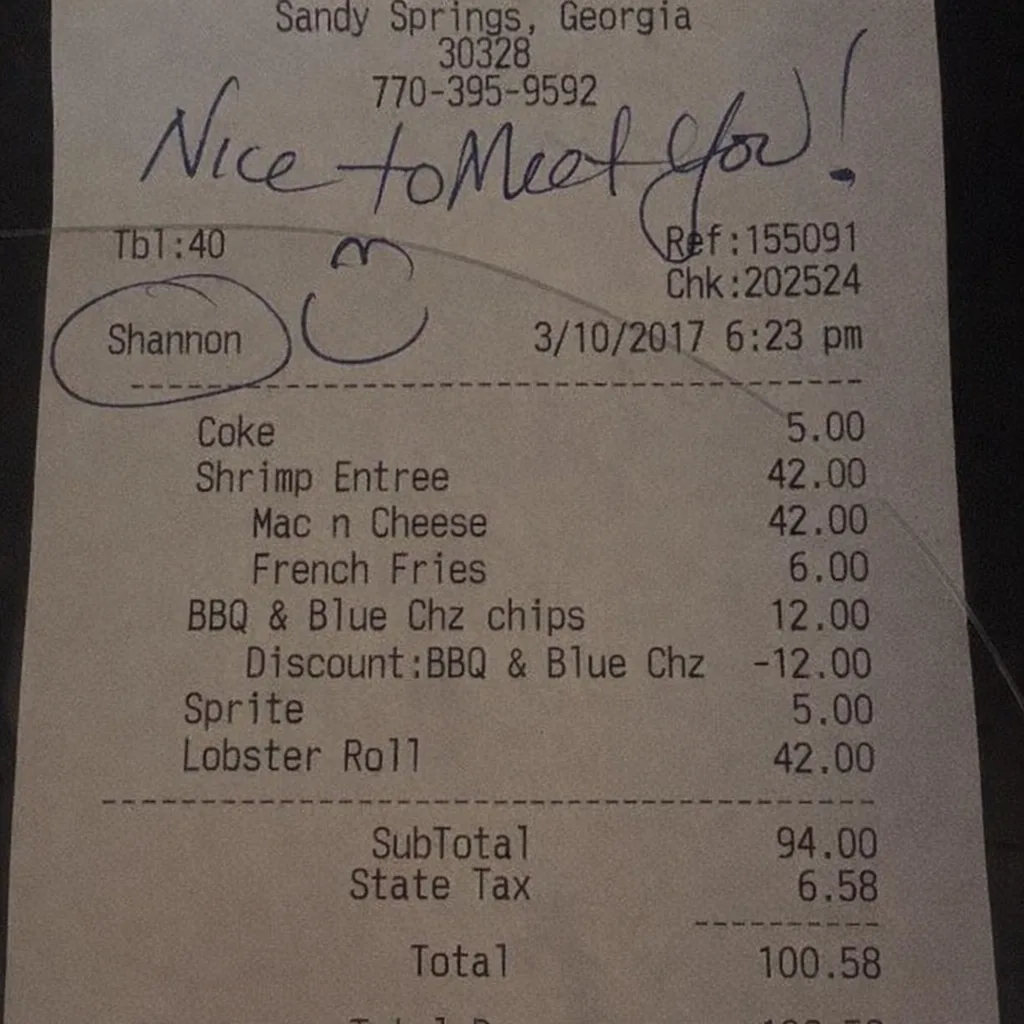 Sandy Springs, Georgia
30328
770-395-9592
Nice to Meet You!
Tbl:40 Ref:155091
Chk:202524
Shannon 3/10/2017 6:23 pm
Coke 5.00
Shrimp Entree 42.00
Mac n Cheese 42.00
French Fries 6.00
BBQ & Blue Chz chips 12.00
Discount:BBQ & Blue Chz -12.00
Sprite 5.00
Lobster Roll 42.00
SubTotal 94.00
State Tax 6.58
Total 100.58